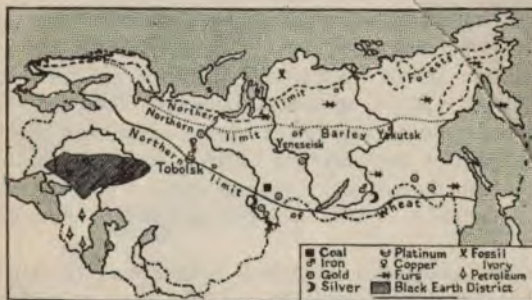 Northern limit of Forests
Northern limit of Barley
Yakutsk
Yeneseisk
Tobolsk
Northern limit of Wheat
Coal
Iron
Gold
Silver
Platinum
Copper
Furs
Fossil
Ivory
Petroleum
Black Earth District